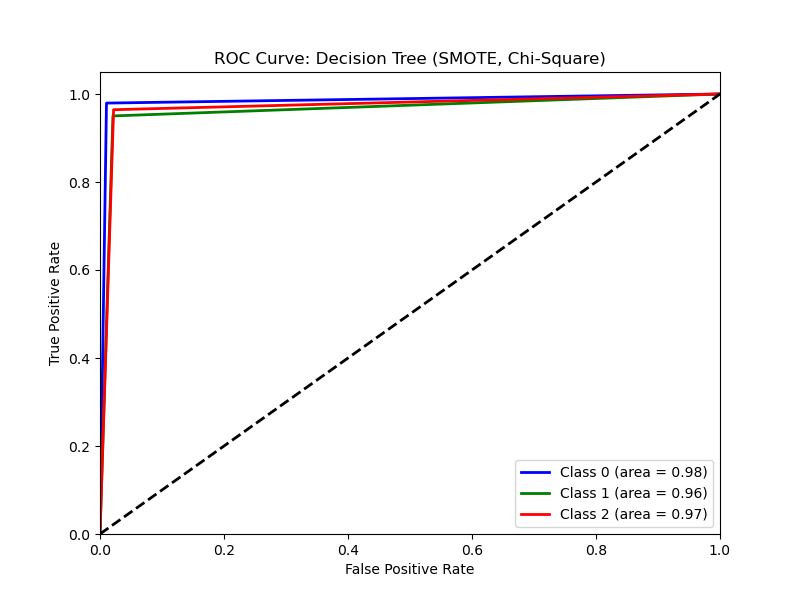 ROC Curve: Decision Tree (SMOTE, Chi-Square)
True Positive Rate
1.0
0.8
0.6
0.4
0.2
0.0
Class 0 (area = 0.98)
Class 1 (area = 0.96)
Class 2 (area = 0.97)
0.0 0.2 0.4 0.6 0.8 1.0
False Positive Rate